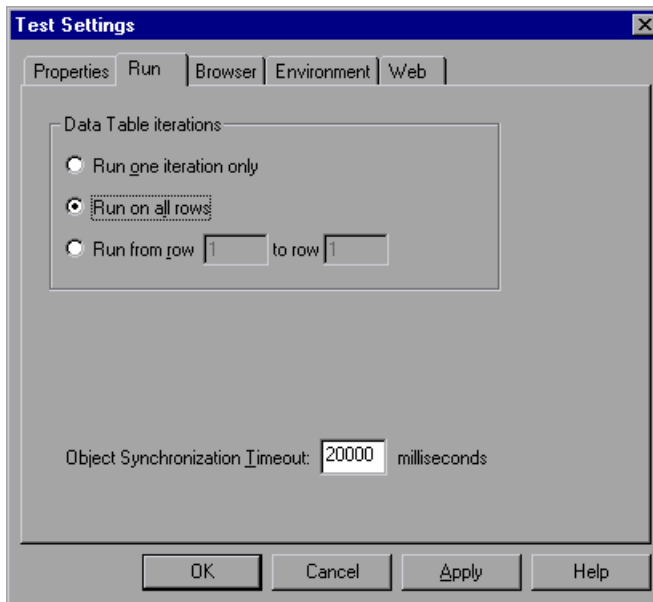 Test Settings
Properties Run Browser Environment Web
Data Table iterations
Run one iteration only
Run on all rows
Run from row 1 to row 1
Object Synchronization Timeout: 20000 milliseconds
OK Cancel Apply Help